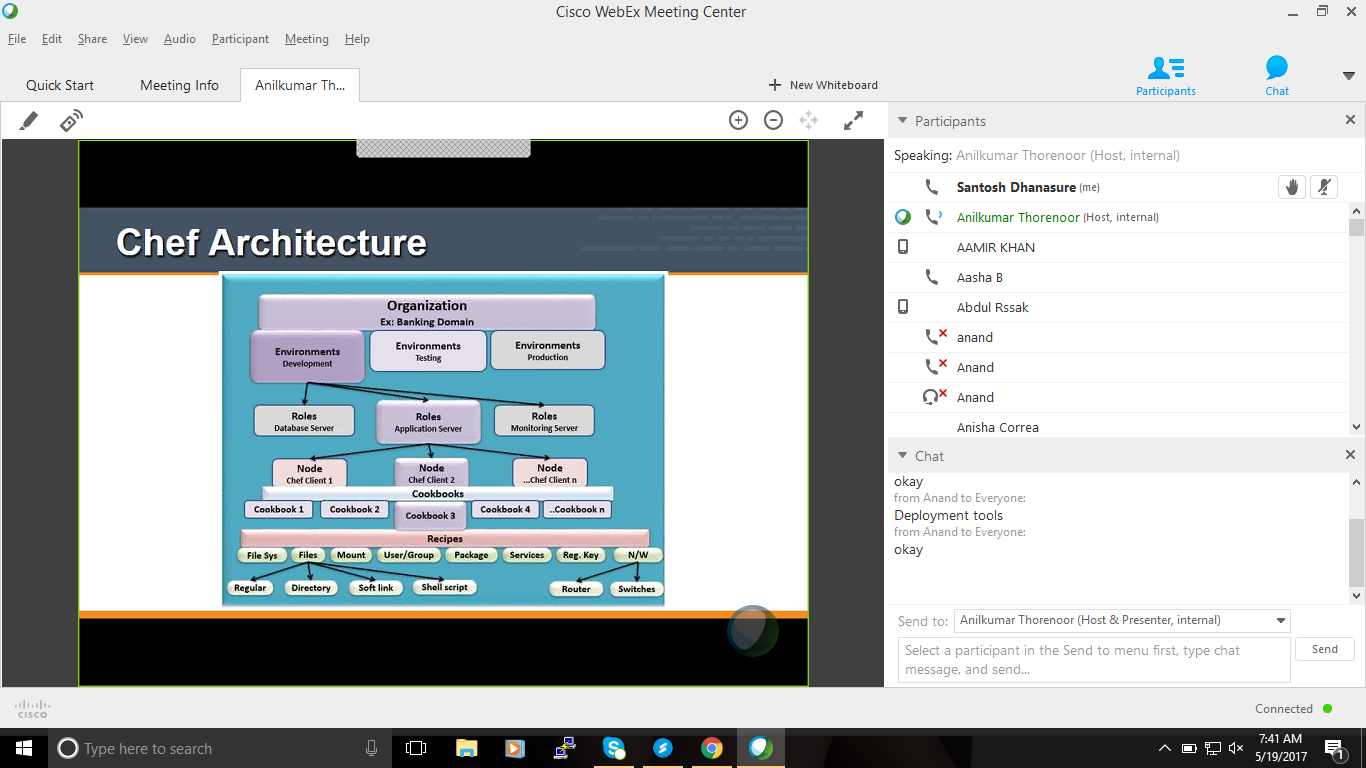 Cisco WebEx Meeting Center
File Edit Share View Audio Participant Meeting Help
Quick Start Meeting Info Anilkumar Th... New Whiteboard
Participants Chat
Chef Architecture
Organization
Ex: Banking Domain
Environments
Development
Environments
Testing
Environments
Production
Roles
Database Server
Roles
Application Server
Roles
Monitoring Server
Node
Chef Client 1
Node
Chef Client 2
Node
...Chef Client n
Cookbooks
Cookbook 1 Cookbook 2 Cookbook 3 Cookbook 4 ..Cookbook n
Recipes
File Sys Files Mount User/Group Package Services Reg. Key N/W
Regular Directory Soft link Shell script Router Switches
Participants
Speaking: Anilkumar Thorenoor (Host, internal)
Santosh Dhanasure (me)
Anilkumar Thorenoor (Host, internal)
AAMIR KHAN
Aasha B
Abdul Rssak
anand
Anand
Anand
Anisha Correa
Chat
okay
from Anand to Everyone:
Deployment tools
from Anand to Everyone:
okay
Send to: Anilkumar Thorenoor (Host & Presenter, internal)
Select a participant in the Send to menu first, type chat
message, and send...
Send
CISCO
Connected
Type here to search
7:41 AM
5/19/2017
1